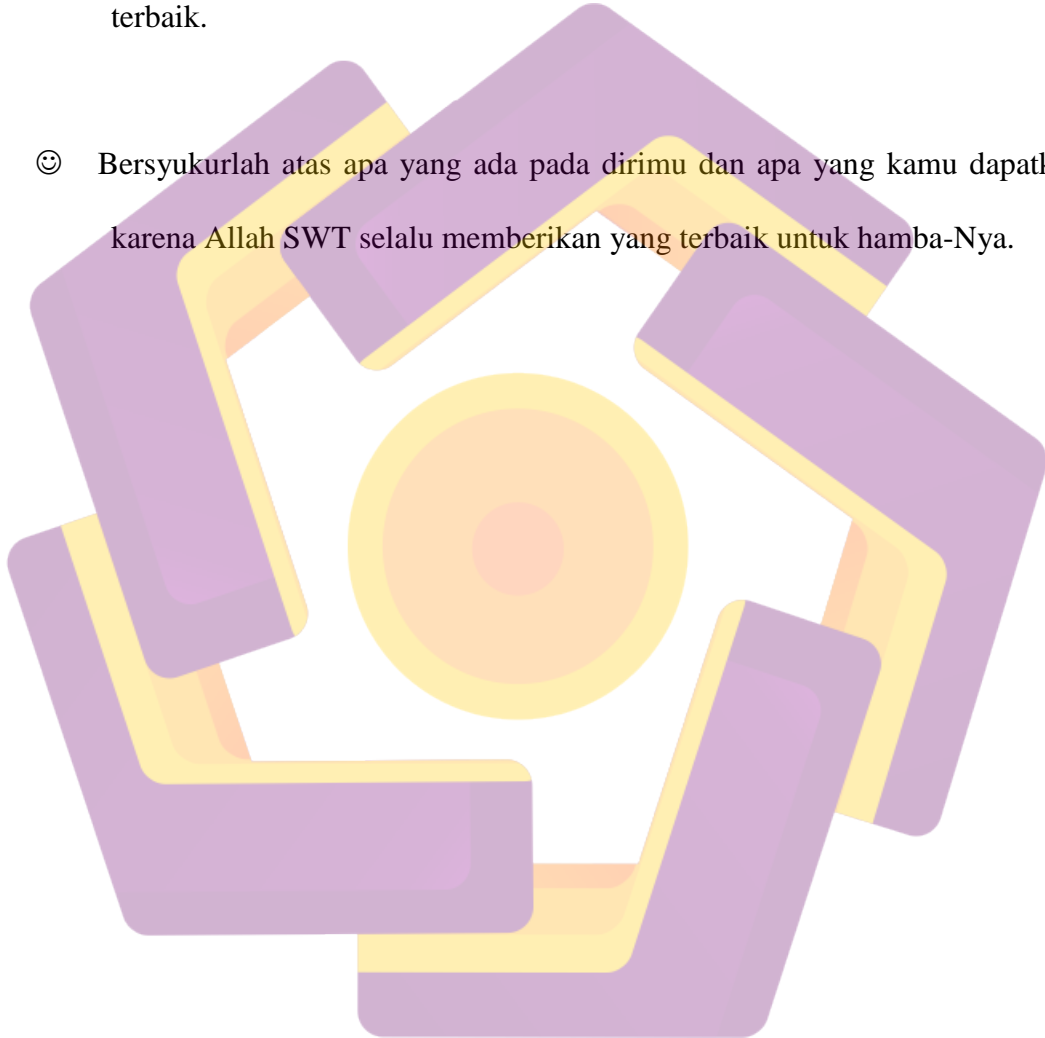 terbaik.
☺ Bersyukurlah atas apa yang ada pada dirimu dan apa yang kamu
karena Allah SWT selalu memberikan yang terbaik untuk hamba-Nya.